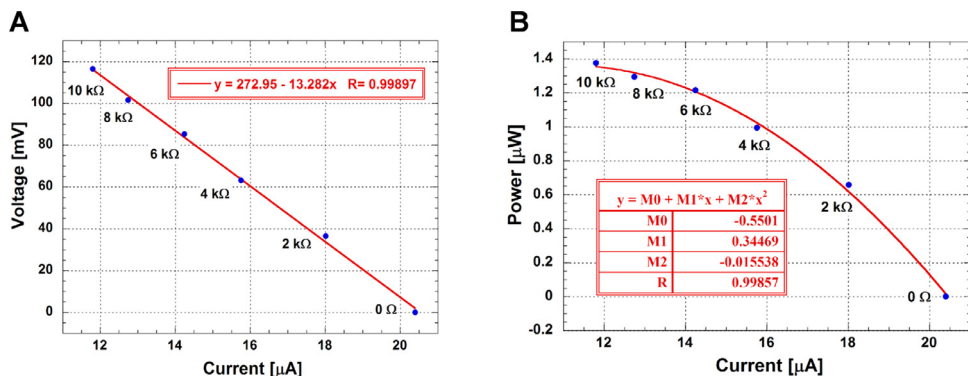 A
Voltage [mV]
120
100
80
60
40
20
0
y = 272.95 - 13.282x R= 0.99897
10 kΩ
8 kΩ
6 kΩ
4 kΩ
2 kΩ
0 Ω
12 14 16 18 20
Current [μA]
B
Power [μW]
1.4
1.2
1
0.8
0.6
0.4
0.2
0
-0.2
10 kΩ
8 kΩ
6 kΩ
4 kΩ
2 kΩ
0 Ω
y = M0 + M1*x + M2*x²
M0 -0.5501
M1 0.34469
M2 -0.015538
R 0.99857
12 14 16 18 20
Current [μA]